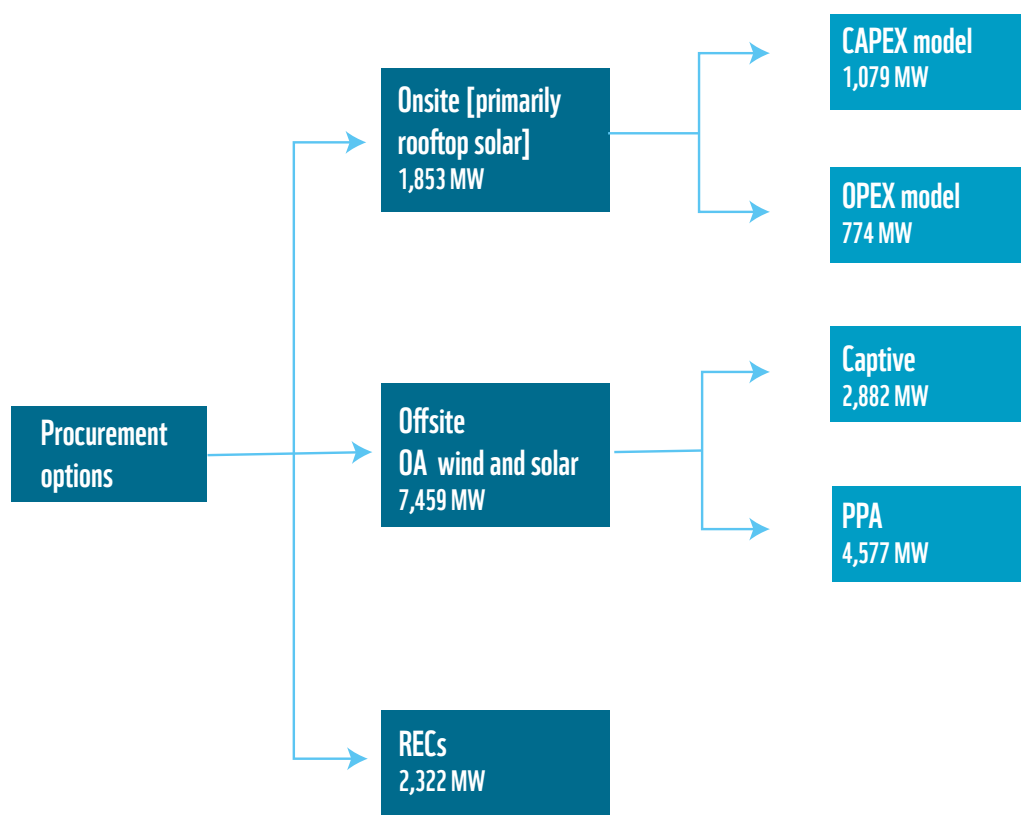 Procurement
options
Onsite [primarily
rooftop solar]
1,853 MW
CAPEX model
1,079 MW
OPEX model
774 MW
Offsite
OA wind and solar
7,459 MW
Captive
2,882 MW
PPA
4,577 MW
RECs
2,322 MW